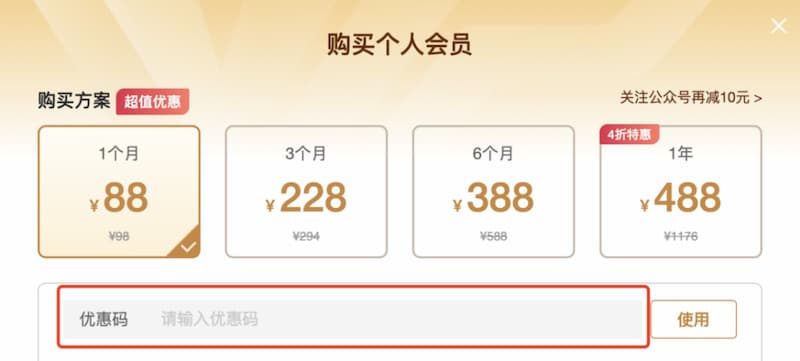 购买个人会员
购买方案 超值优惠 关注公众号再减10元 >
1个月 3个月 6个月 4折特惠 1年
¥88 ¥228 ¥388 ¥488
¥98 ¥294 ¥588 ¥1176
优惠码 请输入优惠码 使用